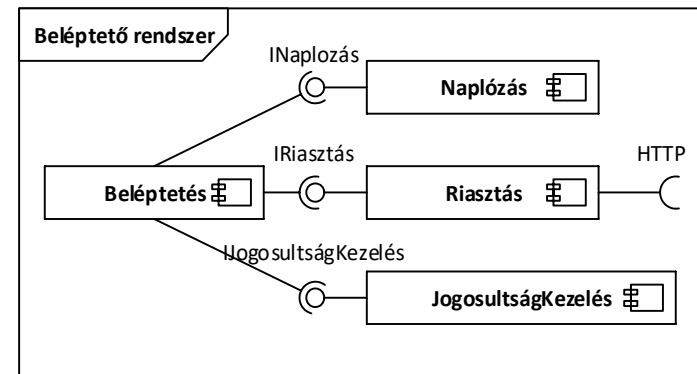 Beléptető rendszer
INaplozás
Naplózás
IRiasztás
HTTP
Beléptetés
Riasztás
IJogosultságKezelés
JogosultságKezelés